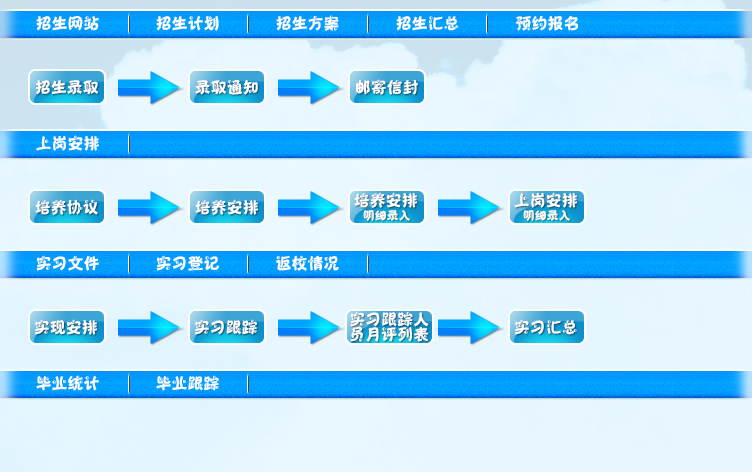 招生网站 招生计划 招生方案 招生汇总 预约报名
招生录取 录取通知 邮寄信封
上岗安排
培养协议 培养安排 培养安排 上岗安排
明细录入 明细录入
实习文件 实习登记 返校情况
实现安排 实习跟踪 实习跟踪人 实习汇总
员月评列表
毕业统计 毕业跟踪